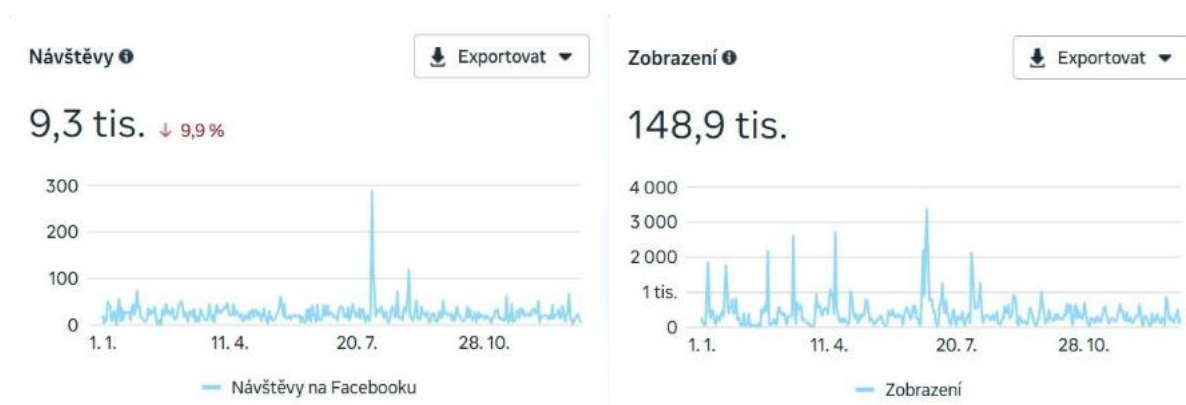 Návštěvy
Exportovat
9,3 tis. ↓ 9,9 %
300
200
100
0
1. 1.
11. 4.
20. 7.
28. 10.
Návštěvy na Facebooku
Zobrazení
Exportovat
148,9 tis.
4 000
3 000
2 000
1 tis.
0
1. 1.
11. 4.
20. 7.
28. 10.
Zobrazení